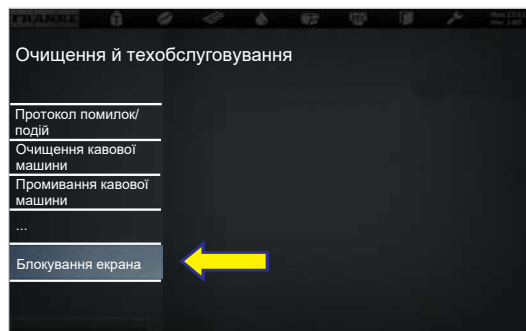 FRANKE
Очищення й техобслуговування
Протокол помилок/
подій
Очищення кавової
машини
Промивання кавової
машини
...
Блокування екрана